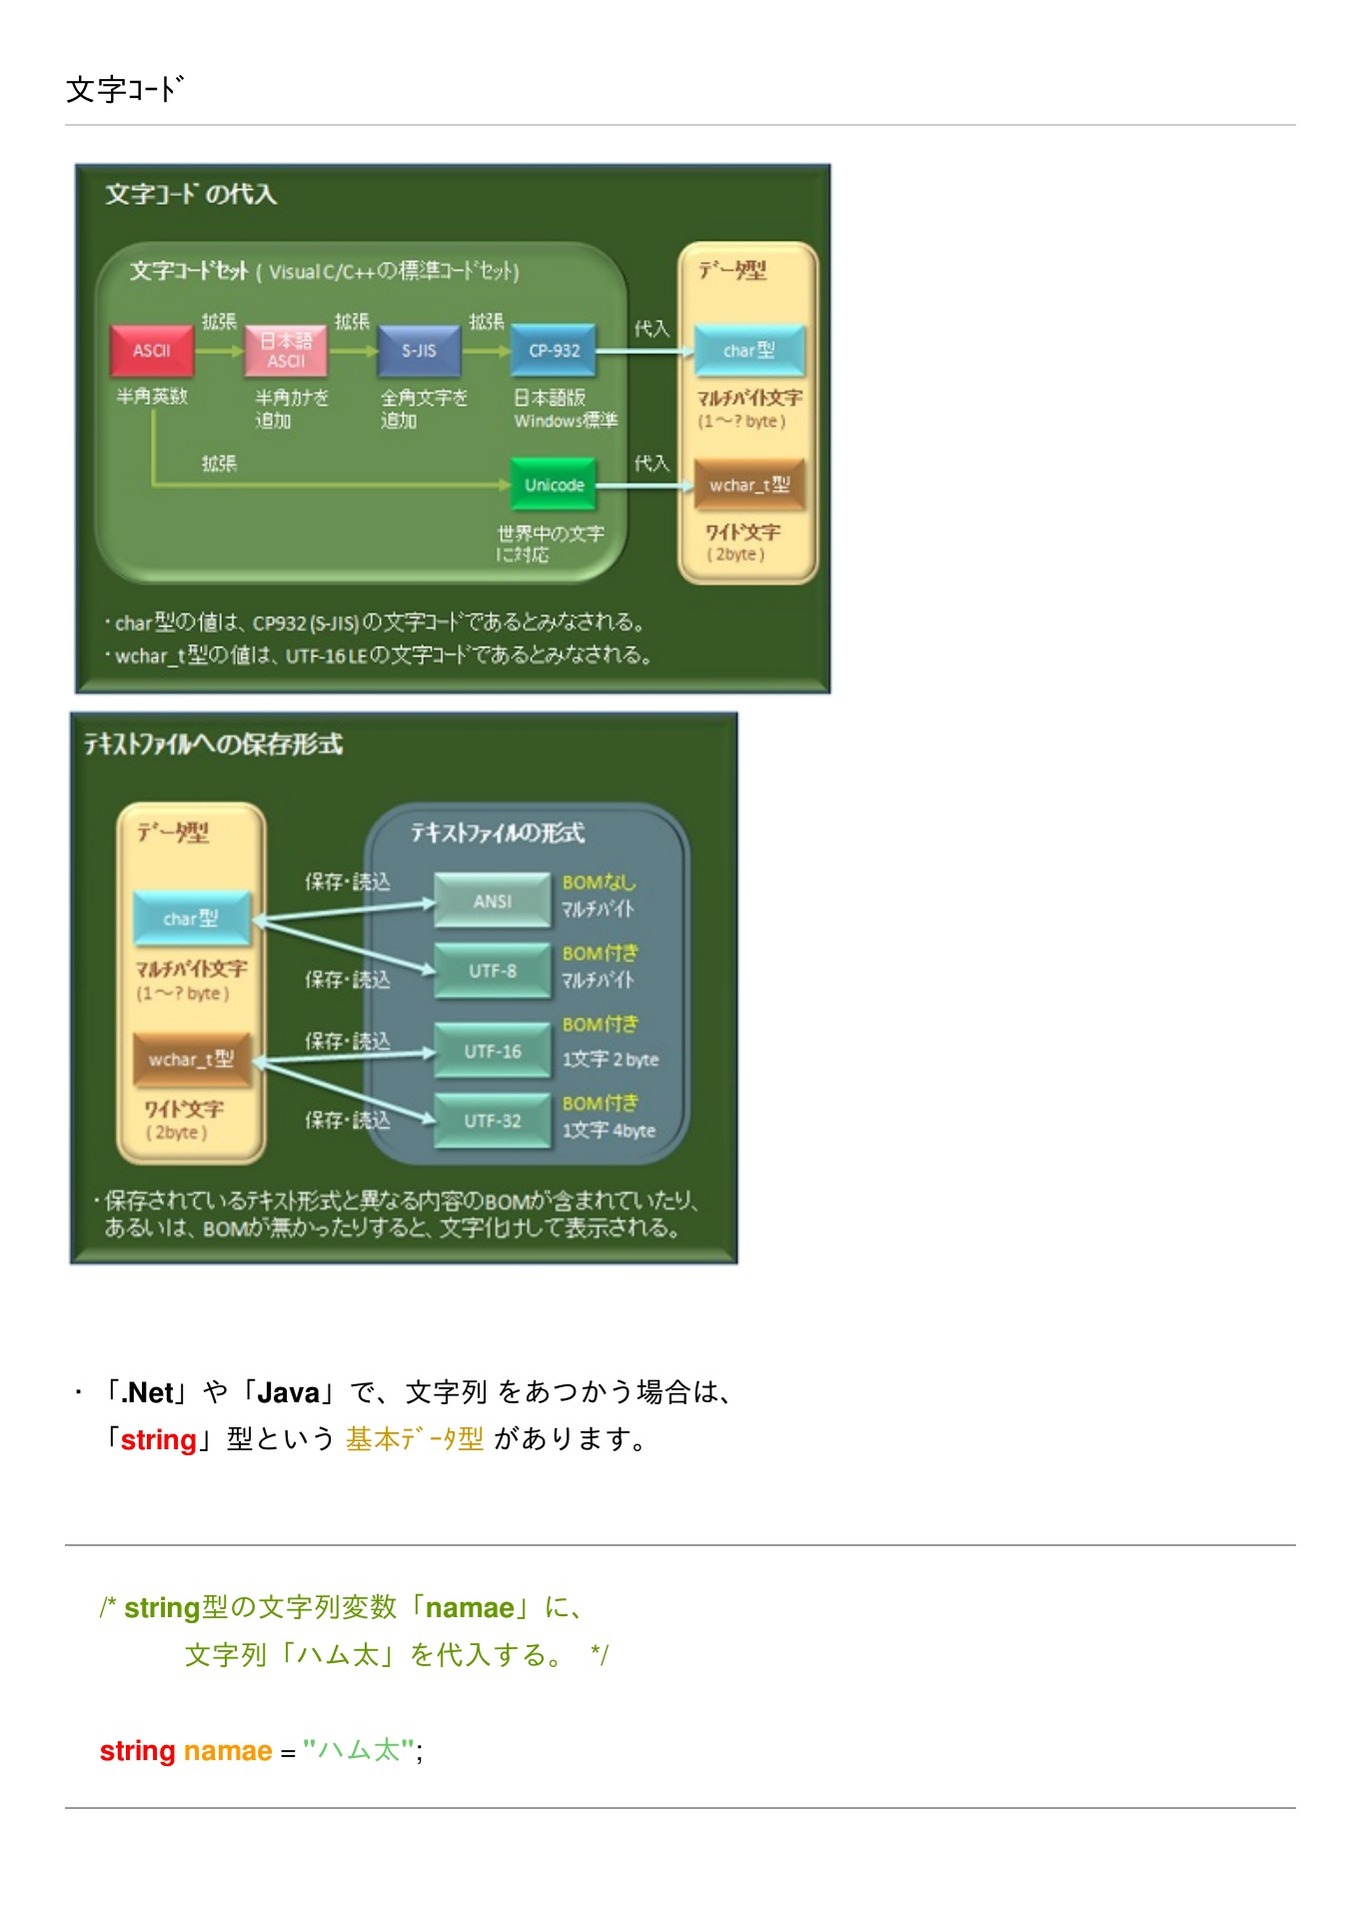 文字ｺｰﾄﾞ
文字ｺｰﾄﾞの代入
文字ｺｰﾄﾞｾｯﾄ ( Visual C/C++の標準ｺｰﾄﾞｾｯﾄ)
ﾃﾞｰﾀ型
拡張 拡張 拡張 代入
ASCII 日本語ASCII S-JIS CP-932 char型
半角英数 半角ｶﾅを 全角文字を 日本語版 ﾏﾙﾁﾊﾞｲﾄ文字
追加 追加 Windows標準 (1～? byte)
拡張 代入
Unicode wchar_t型
世界中の文字 ﾜｲﾄﾞ文字
に対応 (2byte)
・char型の値は、CP932 (S-JIS)の文字ｺｰﾄﾞであるとみなされる。
・wchar_t型の値は、UTF-16 LEの文字ｺｰﾄﾞであるとみなされる。
ﾃｷｽﾄﾌｧｲﾙへの保存形式
ﾃﾞｰﾀ型 ﾃｷｽﾄﾌｧｲﾙの形式
保存・読込 BOMなし
char型 ANSI ﾏﾙﾁﾊﾞｲﾄ
BOM付き
ﾏﾙﾁﾊﾞｲﾄ文字 保存・読込 UTF-8 ﾏﾙﾁﾊﾞｲﾄ
(1～? byte)
保存・読込 BOM付き
wchar_t型 UTF-16 1文字 2 byte
ﾜｲﾄﾞ文字 BOM付き
(2byte) 保存・読込 UTF-32 1文字 4byte
・保存されているﾃｷｽﾄ形式と異なる内容のBOMが含まれていたり、
あるいは、BOMが無かったりすると、文字化けして表示される。
・「.Net」や「Java」で、文字列 をあつかう場合は、
「string」型という 基本ﾃﾞｰﾀ型 があります。
/* string型の文字列変数「namae」に、
文字列「ハム太」を代入する。 */
string namae = "ハム太";